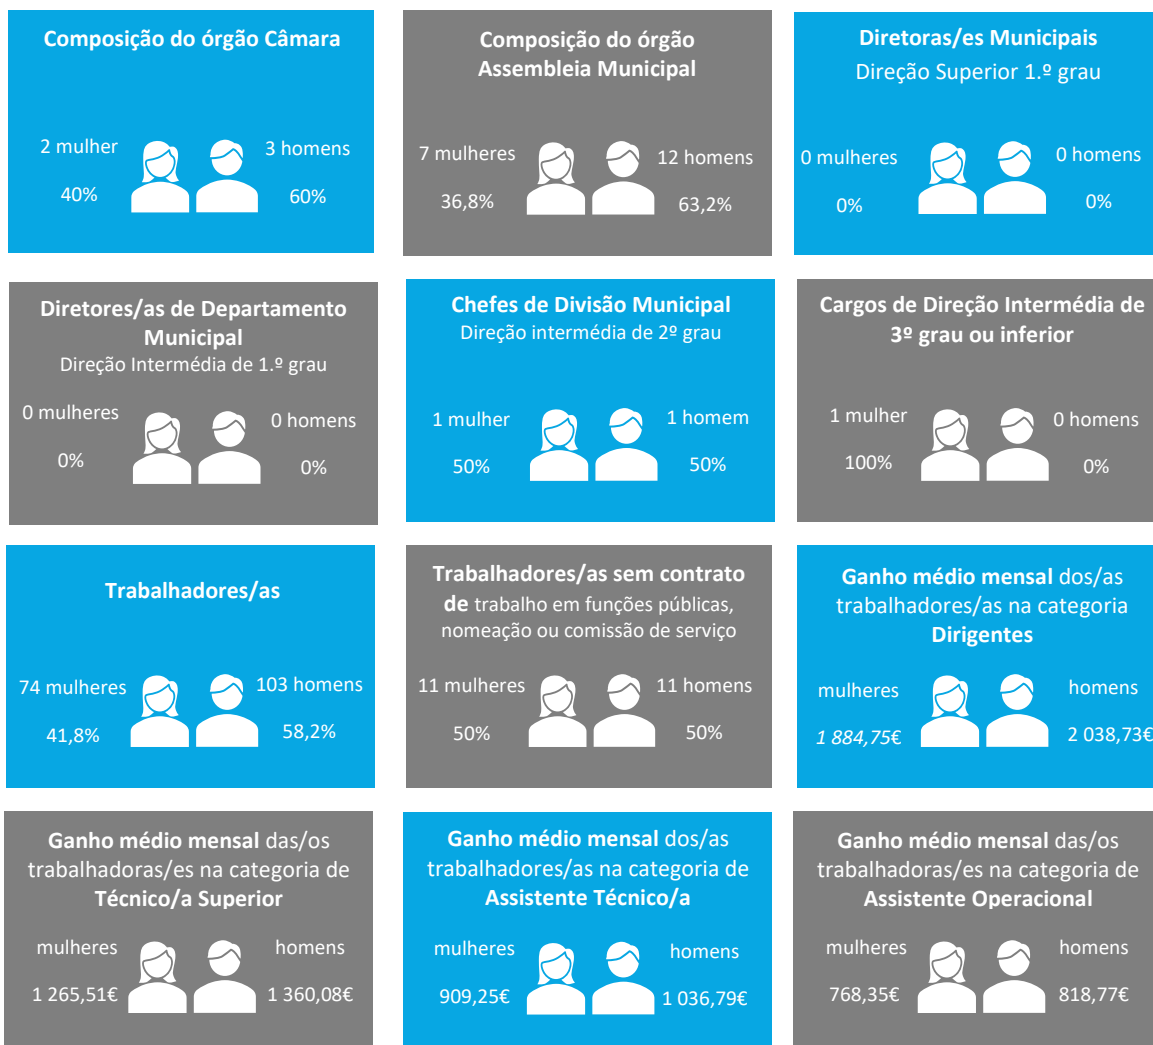 Composição do órgão Câmara
2 mulher
3 homens
40%
60%
Composição do órgão
Assembleia Municipal
7 mulheres
12 homens
36,8%
63,2%
Diretoras/es Municipais
Direção Superior 1.º grau
0 mulheres
0 homens
0%
0%
Diretores/as de Departamento
Municipal
Direção Intermédia de 1.º grau
0 mulheres
0 homens
0%
0%
Chefes de Divisão Municipal
Direção intermédia de 2º grau
1 mulher
1 homem
50%
50%
Cargos de Direção Intermédia de
3º grau ou inferior
1 mulher
0 homens
100%
0%
Trabalhadores/as
74 mulheres
103 homens
41,8%
58,2%
Trabalhadores/as sem contrato
de trabalho em funções públicas,
nomeação ou comissão de serviço
11 mulheres
11 homens
50%
50%
Ganho médio mensal dos/as
trabalhadores/as na categoria
Dirigentes
mulheres
homens
1 884,75€
2 038,73€
Ganho médio mensal das/os
trabalhadoras/es na categoria de
Técnico/a Superior
mulheres
homens
1 265,51€
1 360,08€
Ganho médio mensal dos/as
trabalhadores/as na categoria de
Assistente Técnico/a
mulheres
homens
909,25€
1 036,79€
Ganho médio mensal das/os
trabalhadoras/es na categoria de
Assistente Operacional
mulheres
homens
768,35€
818,77€